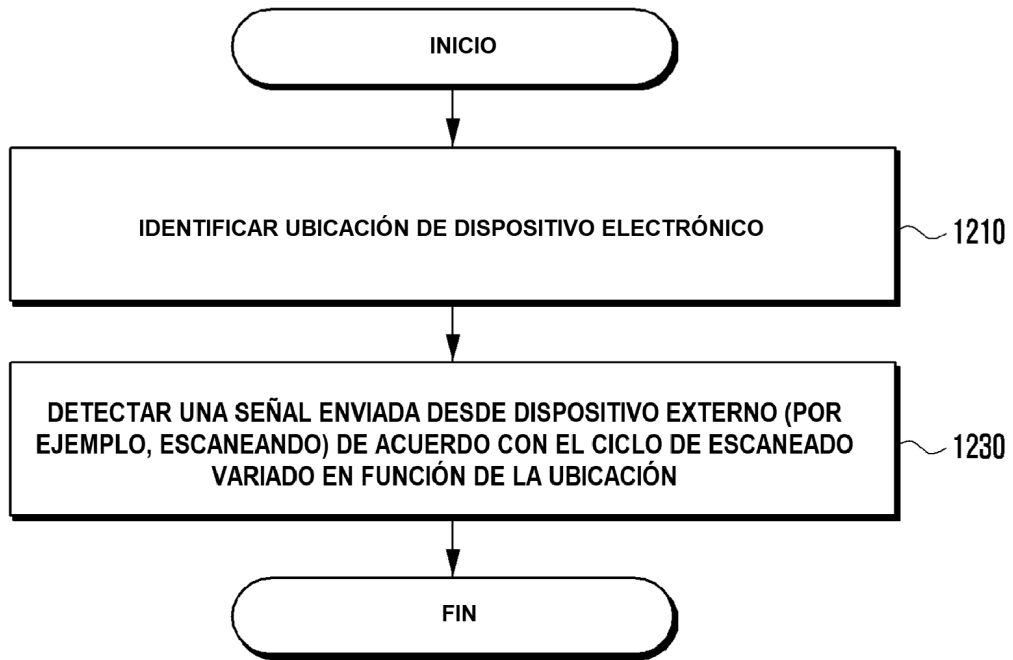 INICIO
IDENTIFICAR UBICACIÓN DE DISPOSITIVO ELECTRÓNICO
1210
DETECTAR UNA SEÑAL ENVIADA DESDE DISPOSITIVO EXTERNO (POR
EJEMPLO, ESCANEANDO) DE ACUERDO CON EL CICLO DE ESCANEADO
VARIADO EN FUNCIÓN DE LA UBICACIÓN
1230
FIN